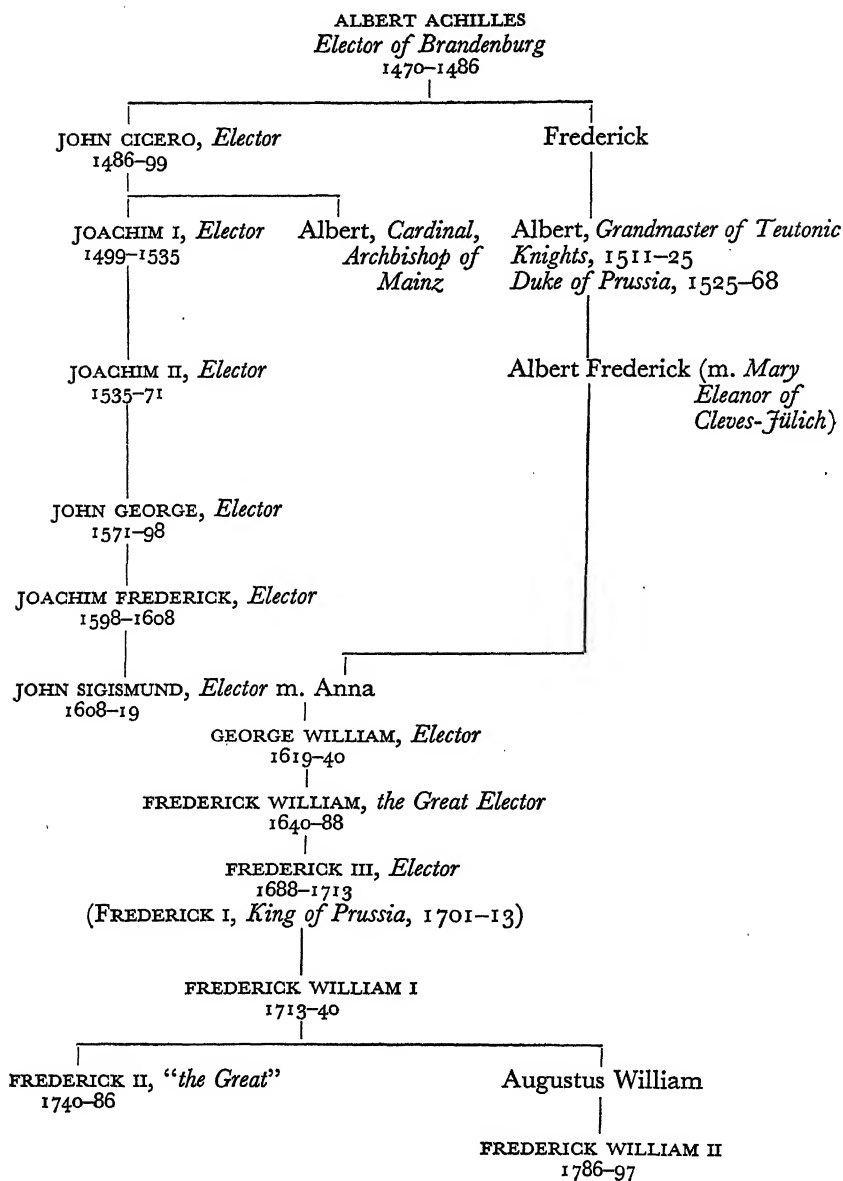 ALBERT ACHILLES
Elector of Brandenburg
1470–1486
JOHN CICERO, Elector
1486–99
Frederick
JOACHIM I, Elector
1499–1535
Albert, Cardinal,
Archbishop of
Mainz
Albert, Grandmaster of Teutonic
Knights, 1511–25
Duke of Prussia, 1525–68
JOACHIM II, Elector
1535–71
Albert Frederick (m. Mary
Eleanor of
Cleves-Jülich)
JOHN GEORGE, Elector
1571–98
JOACHIM FREDERICK, Elector
1598–1608
JOHN SIGISMUND, Elector m. Anna
1608–19
GEORGE WILLIAM, Elector
1619–40
FREDERICK WILLIAM, the Great Elector
1640–88
FREDERICK III, Elector
1688–1713
(FREDERICK I, King of Prussia, 1701–13)
FREDERICK WILLIAM I
1713–40
FREDERICK II, "the Great"
1740–86
Augustus William
FREDERICK WILLIAM II
1786–97